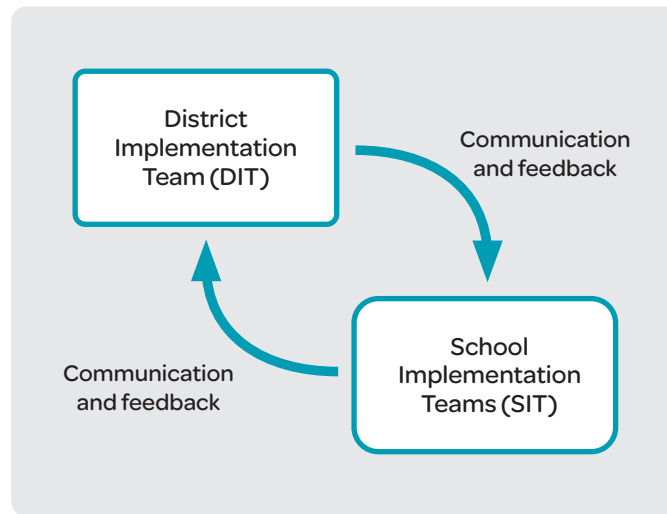 District
Implementation
Team (DIT)
Communication
and feedback
School
Implementation
Teams (SIT)
Communication
and feedback